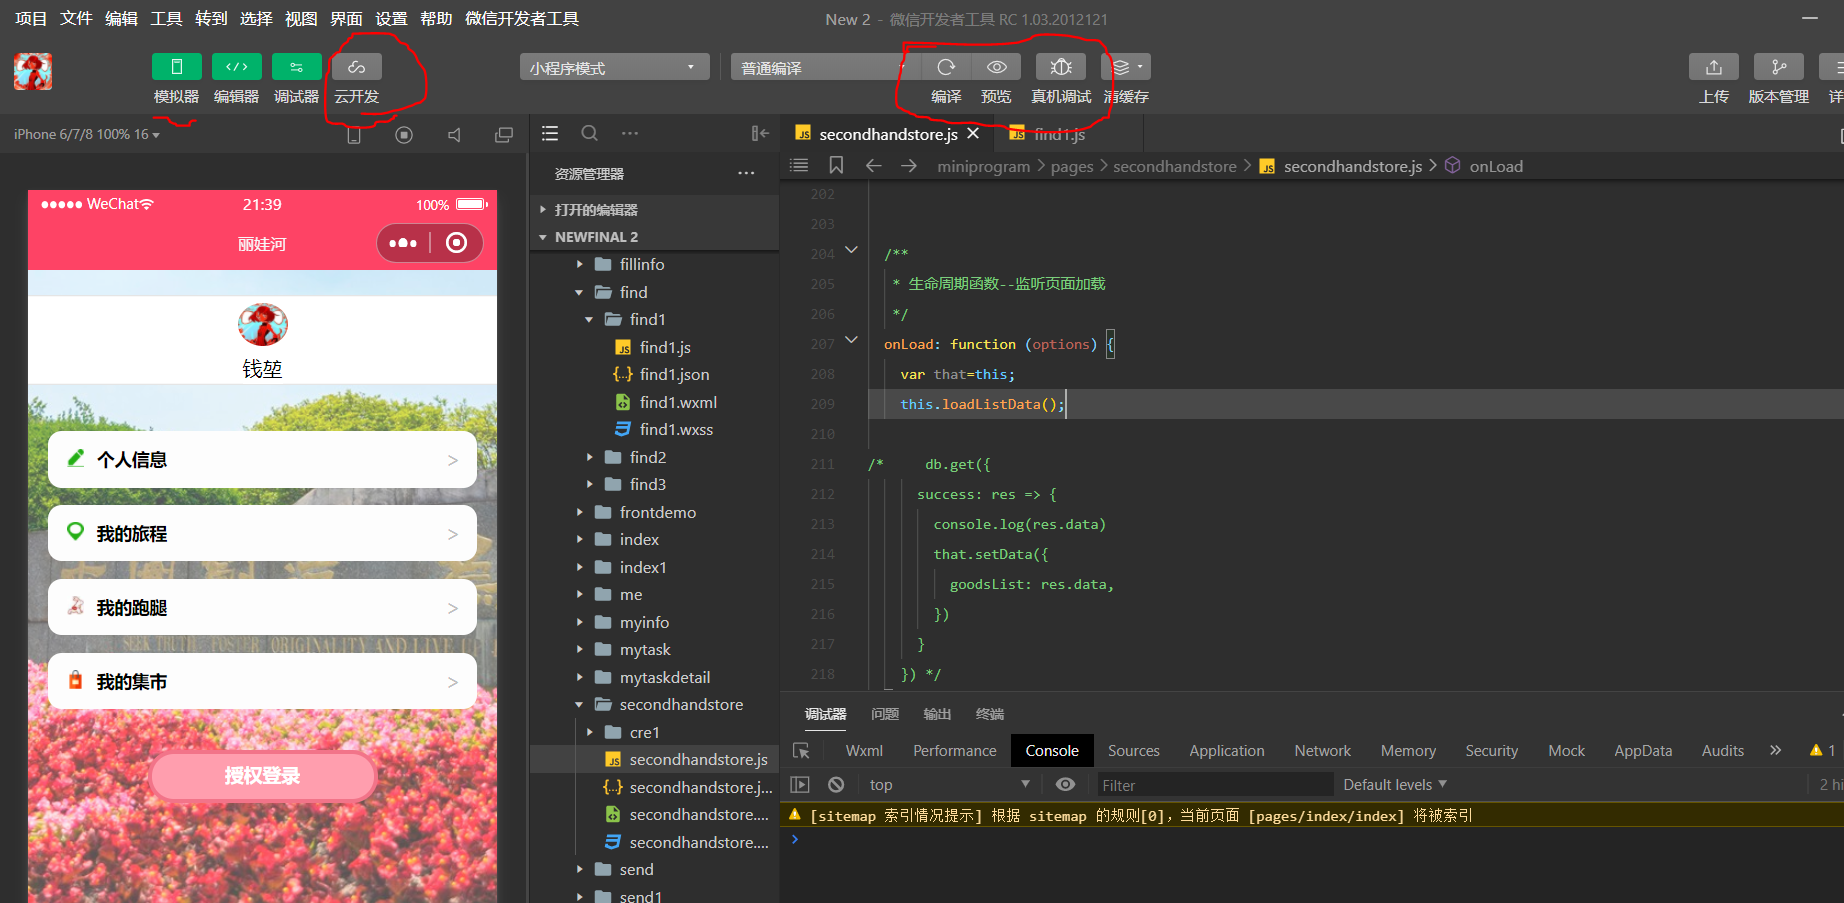 项目 文件 编辑 工具 转到 选择 视图 界面 设置 帮助 微信开发者工具
New 2 - 微信开发者工具 RC 1.03.2012121
小程序模式
普通编译
模拟器 编辑器 调试器 云开发
编译 预览 真机调试 清缓存
上传 版本管理
iPhone 6/7/8 100% 16
WeChat
21:39
100%
丽娃河
钱堃
个人信息 >
我的旅程 >
我的跑腿 >
SEEK TRUTH FOSTER ORIGINALITY AND LIVE
我的集市 >
授权登录
资源管理器
打开的编辑器
NEWFINAL 2
fillinfo
find
find1
JS find1.js
{..} find1.json
find1.wxml
find1.wxss
find2
find3
frontdemo
index
index1
me
myinfo
mytask
mytaskdetail
secondhandstore
cre1
JS secondhandstore.js
{..} secondhandstore.j...
secondhandstore....
secondhandstore....
send
send1
JS secondhandstore.js
JS find1.js
miniprogram > pages > secondhandstore > JS secondhandstore.js > onLoad
202
203
204 /**
205 * 生命周期函数--监听页面加载
206 */
207 onLoad: function (options) {
208 var that=this;
209 this.loadListData();
210
211 /* db.get({
212 success: res => {
213 console.log(res.data)
214 that.setData({
215 goodsList: res.data,
216 })
217 }
218 }) */
调试器 问题 输出 终端
Wxml Performance Console Sources Application Network Memory Security Mock AppData Audits » 1
top
Filter
Default levels
2 hi
[sitemap 索引情况提示] 根据 sitemap 的规则[0]，当前页面 [pages/index/index] 将被索引
>